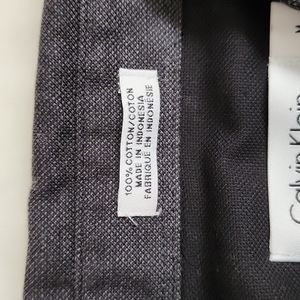 100% COTTON/COTON
MADE IN INDONESIA
FABRIQUE EN INDONESIE
Calvin Klein